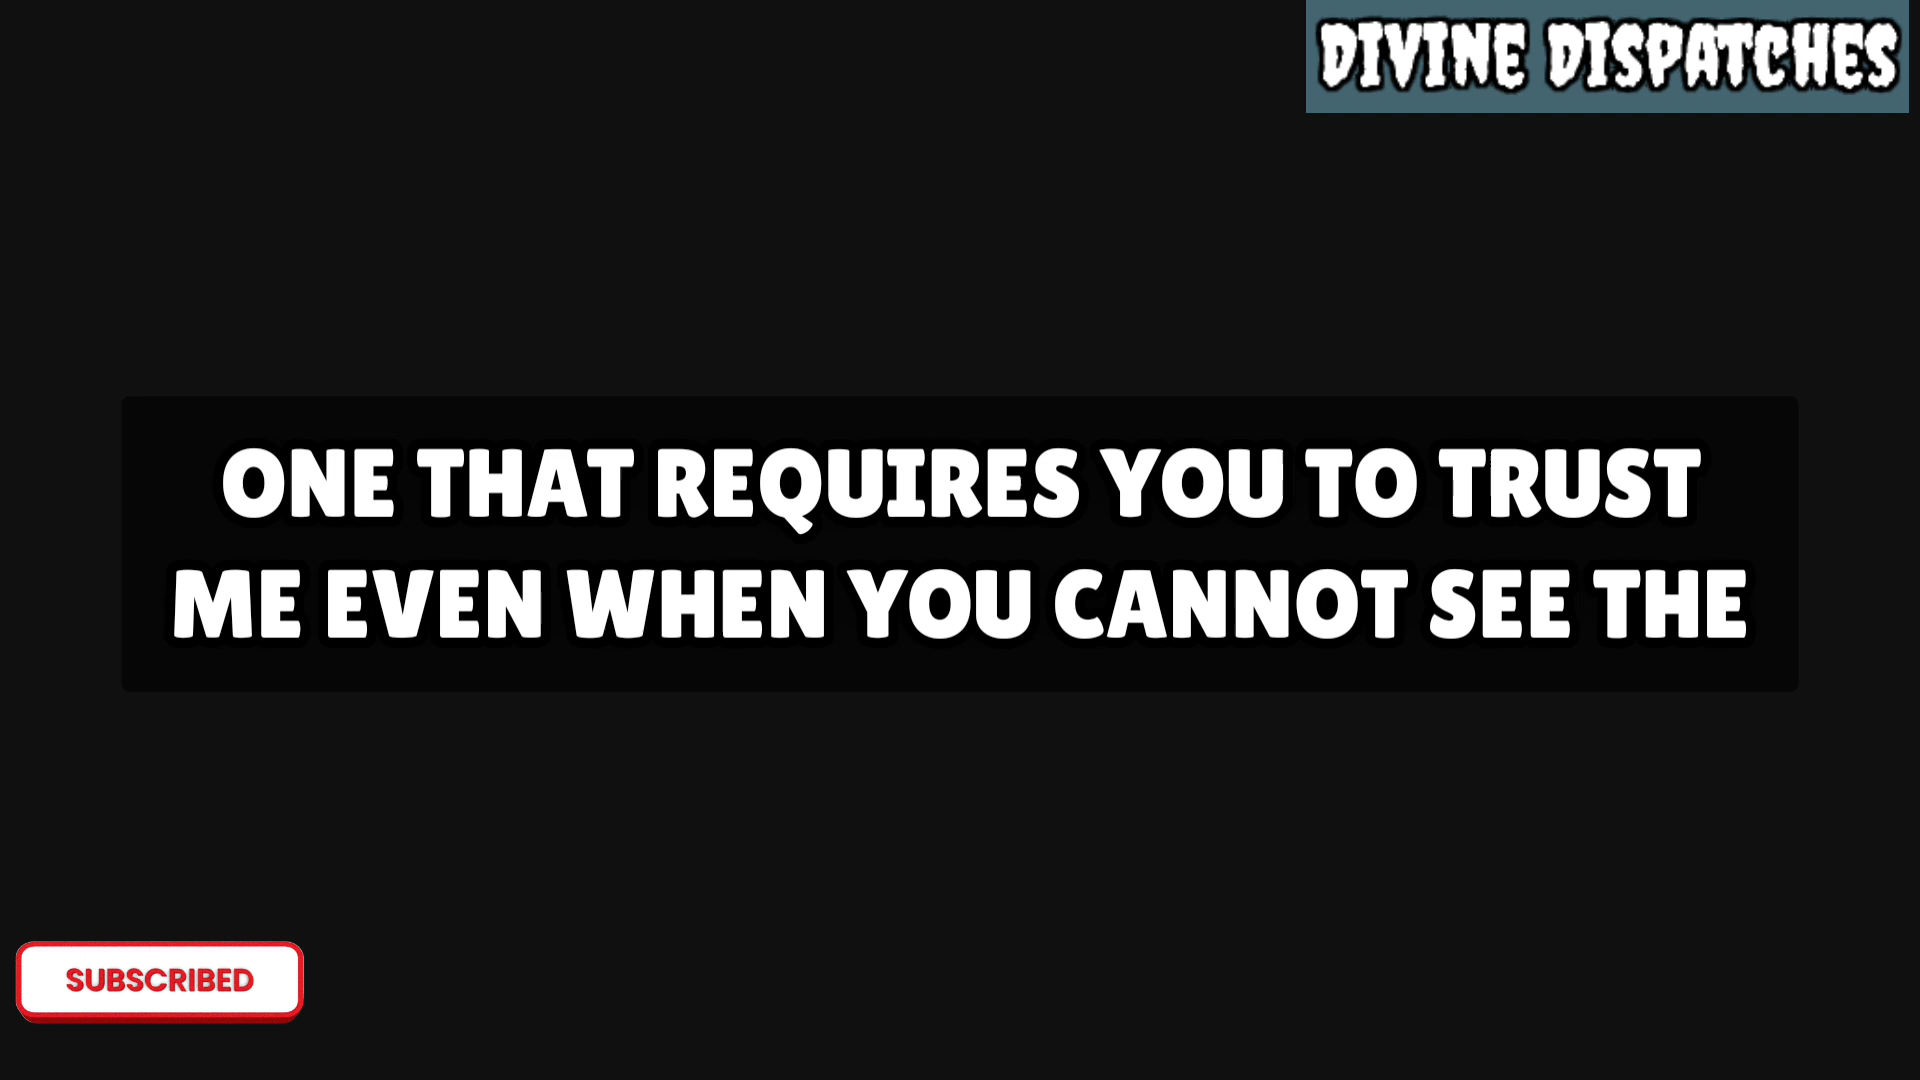 DIVINE DISPATCHES
ONE THAT REQUIRES YOU TO TRUST
ME EVEN WHEN YOU CANNOT SEE THE
SUBSCRIBED